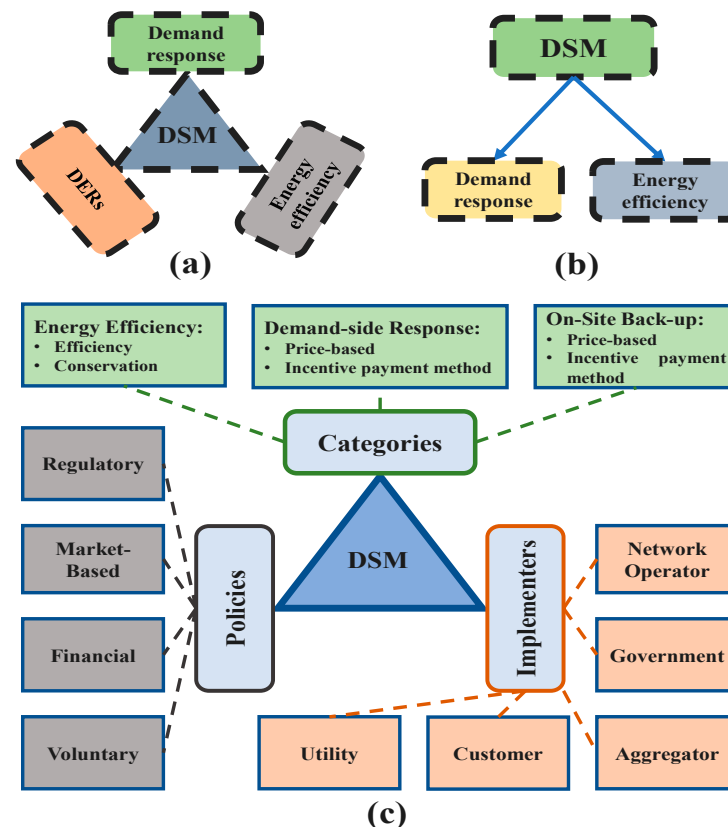 Demand
response
DSM
DERs
Energy
efficiency
(a)
DSM
Demand
response
Energy
efficiency
(b)
Energy Efficiency:
• Efficiency
• Conservation
Demand-side Response:
• Price-based
• Incentive payment method
On-Site Back-up:
• Price-based
• Incentive payment
method
Categories
Regulatory
Market-
Based
Financial
Voluntary
Policies
DSM
Implementers
Network
Operator
Government
Utility
Customer
Aggregator
(c)